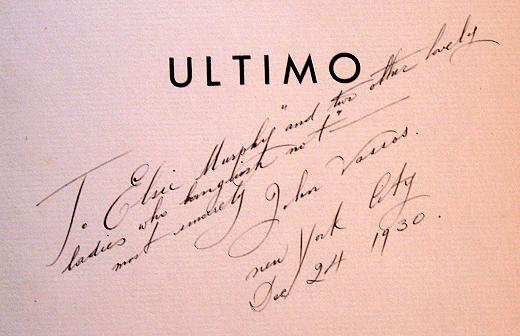 ULTIMO
To Elsie Murphy "and two other lovely
ladies who languish not"
most sincerely John Vassos.
New York City
Dec 24 1930.